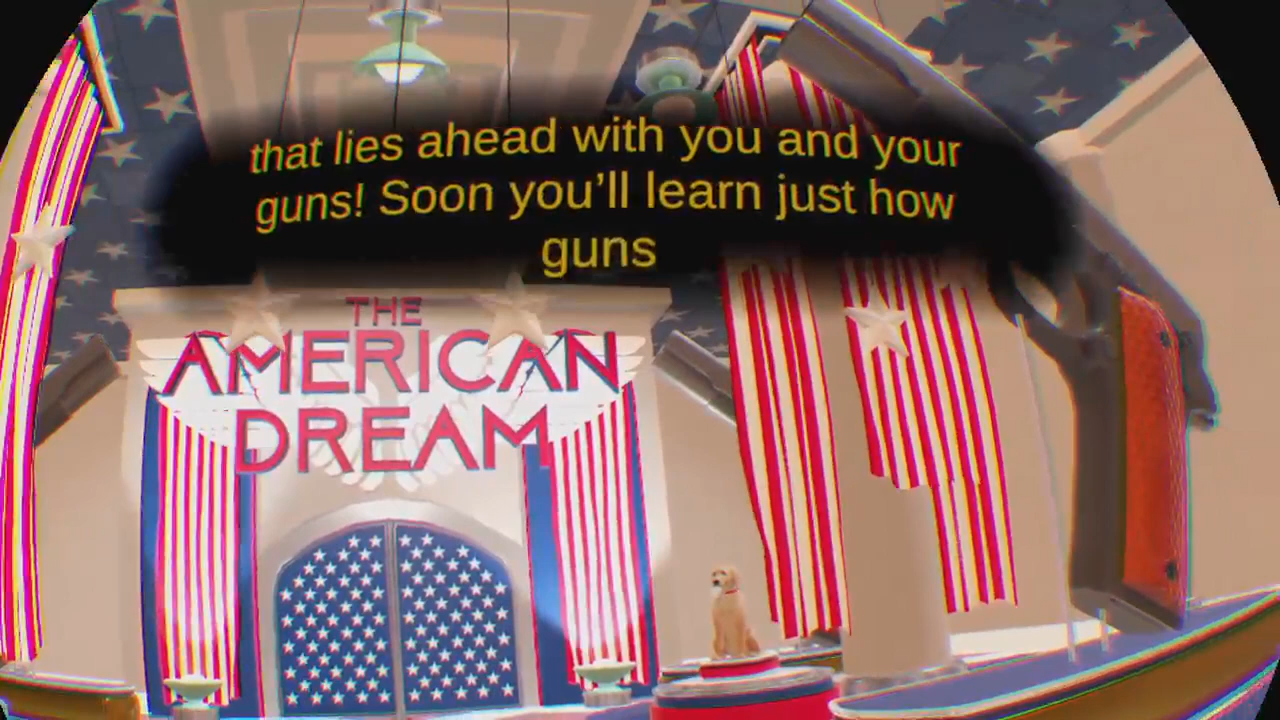 that lies ahead with you and your
guns! Soon you’ll learn just how
guns
THE
AMERICAN
DREAM